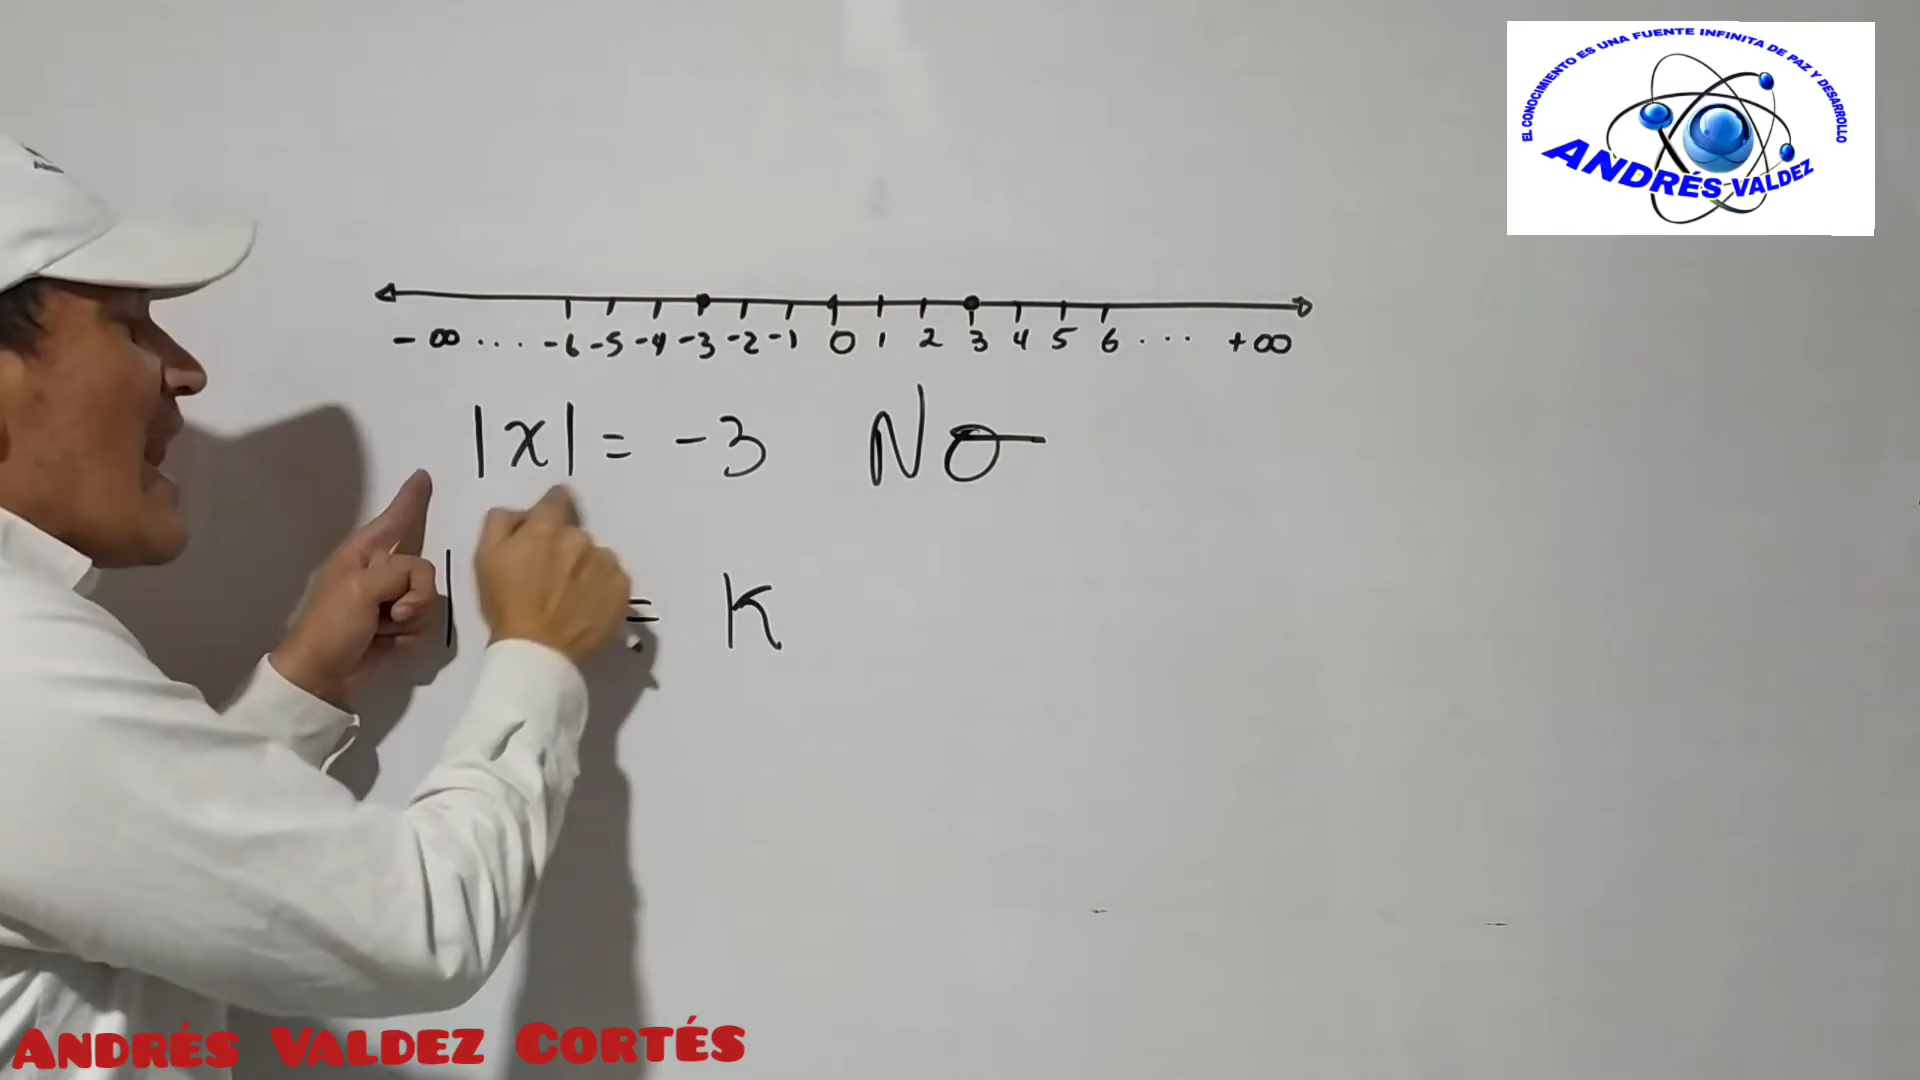 EL CONOCIMIENTO ES UNA FUENTE INFINITA DE PAZ Y DESARROLLO
ANDRÉS VALDEZ
-∞ .... -6 -5 -4 -3 -2 -1 0 1 2 3 4 5 6 .... +∞
|x| = -3 No
| = K
ANDRÉS VALDEZ CORTÉS